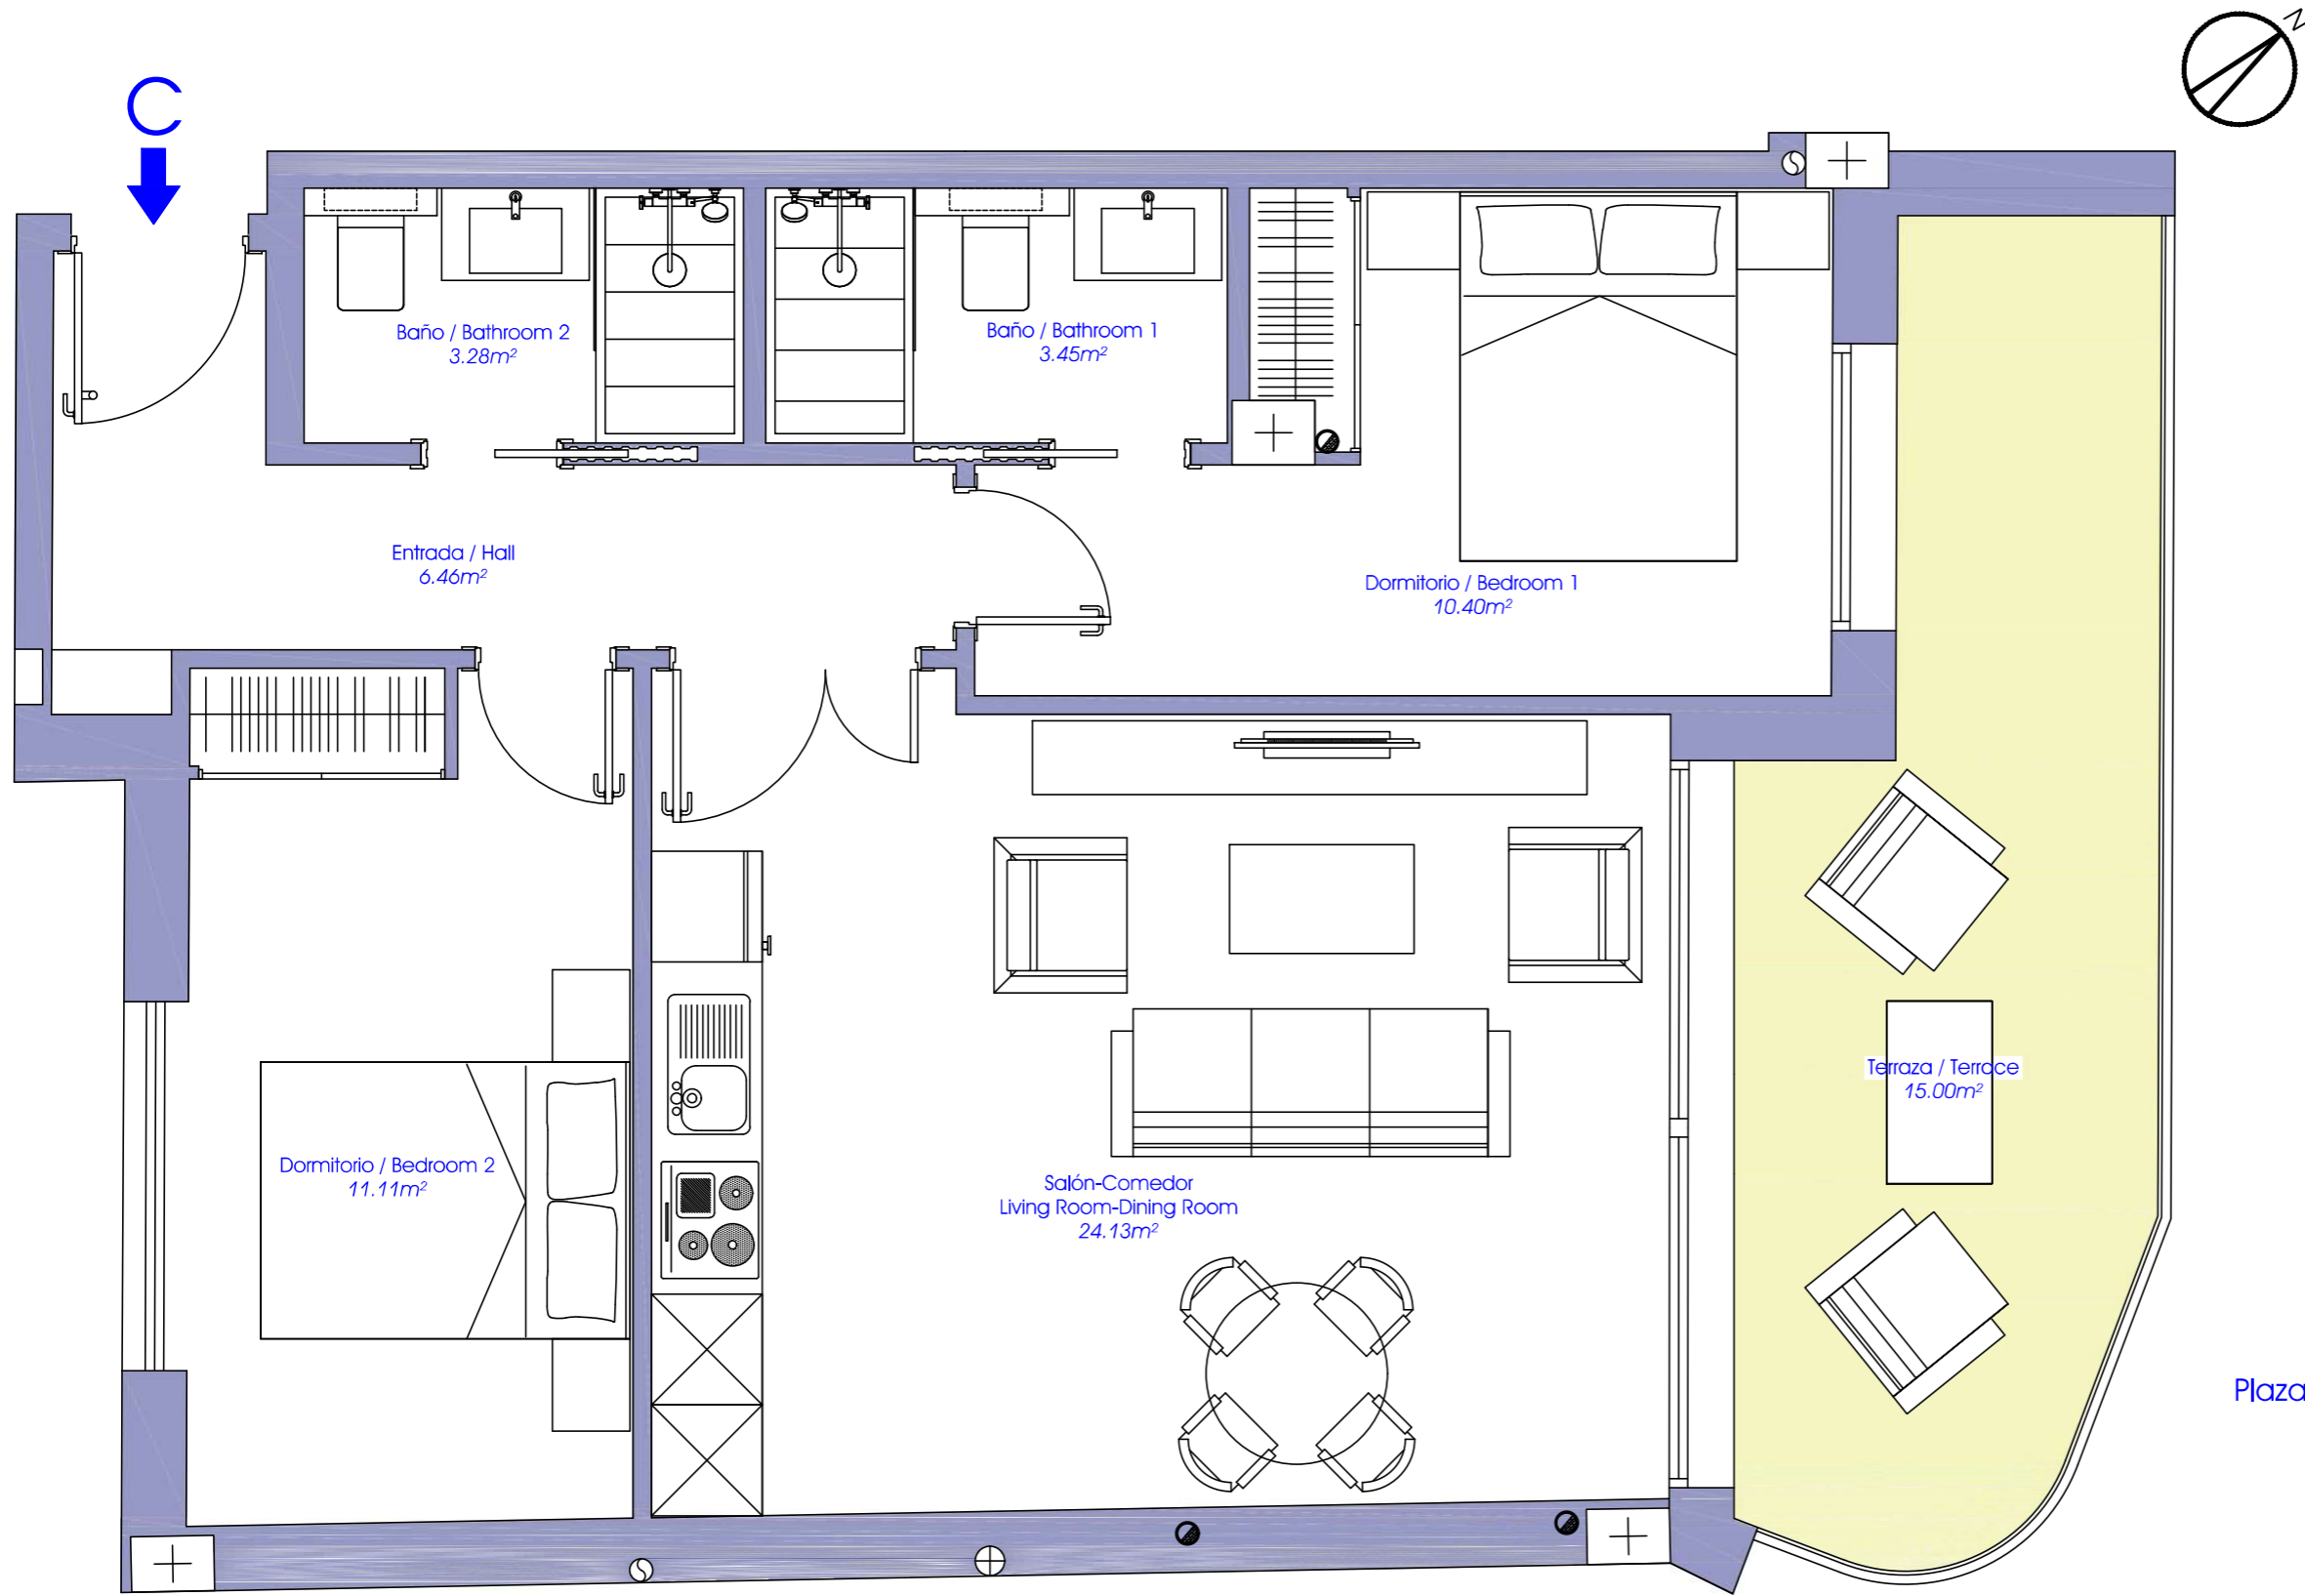 N
C
Baño / Bathroom 2
3.28m²
Baño / Bathroom 1
3.45m²
Entrada / Hall
6.46m²
Dormitorio / Bedroom 1
10.40m²
Terraza / Terrace
15.00m²
Dormitorio / Bedroom 2
11.11m²
Salón-Comedor
Living Room-Dining Room
24.13m²
Plaza